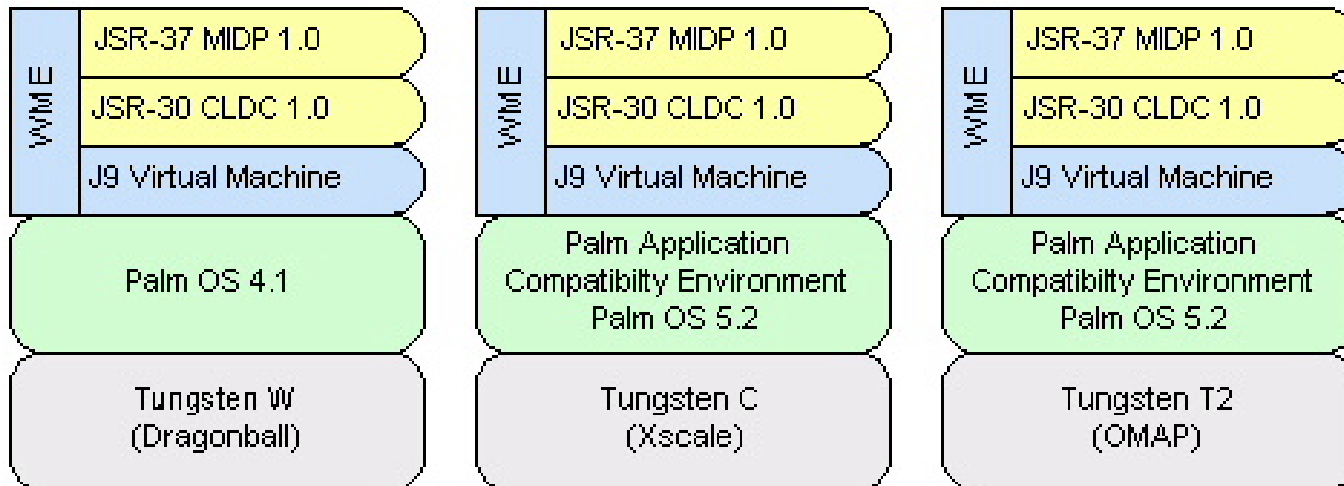 WME
JSR-37 MIDP 1.0
JSR-30 CLDC 1.0
J9 Virtual Machine
Palm OS 4.1
Tungsten W
(Dragonball)
WME
JSR-37 MIDP 1.0
JSR-30 CLDC 1.0
J9 Virtual Machine
Palm Application
Compatibilty Environment
Palm OS 5.2
Tungsten C
(Xscale)
WME
JSR-37 MIDP 1.0
JSR-30 CLDC 1.0
J9 Virtual Machine
Palm Application
Compatibilty Environment
Palm OS 5.2
Tungsten T2
(OMAP)